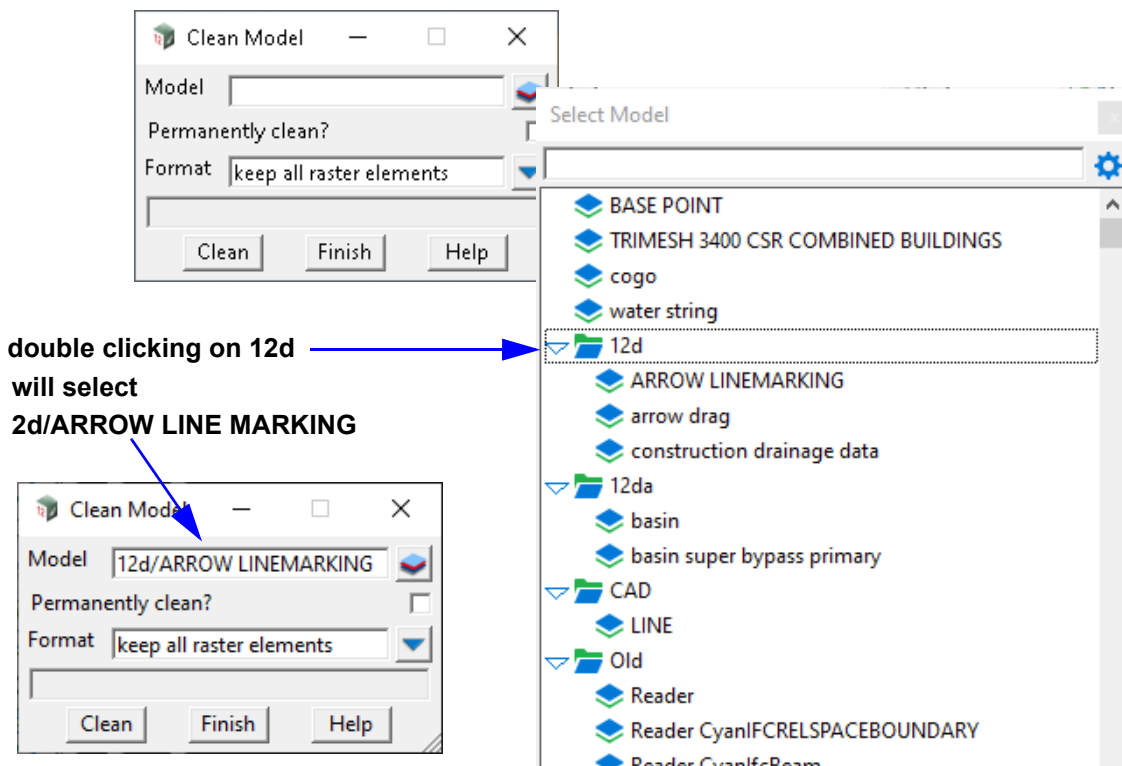 Clean Model
Model
Permanently clean?
Format keep all raster elements
Clean Finish Help
Select Model
BASE POINT
TRIMESH 3400 CSR COMBINED BUILDINGS
cogo
water string
12d
ARROW LINEMARKING
arrow drag
construction drainage data
12da
basin
basin super bypass primary
CAD
LINE
Old
Reader
Reader CyanIFCRELSPACEBOUNDARY
Reader CyanIfcBeam
double clicking on 12d
will select
2d/ARROW LINE MARKING
Clean Model
Model 12d/ARROW LINEMARKING
Permanently clean?
Format keep all raster elements
Clean Finish Help